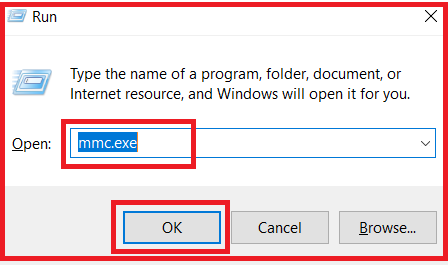 Run
Type the name of a program, folder, document, or
Internet resource, and Windows will open it for you.
Open: mmc.exe
OK Cancel Browse...